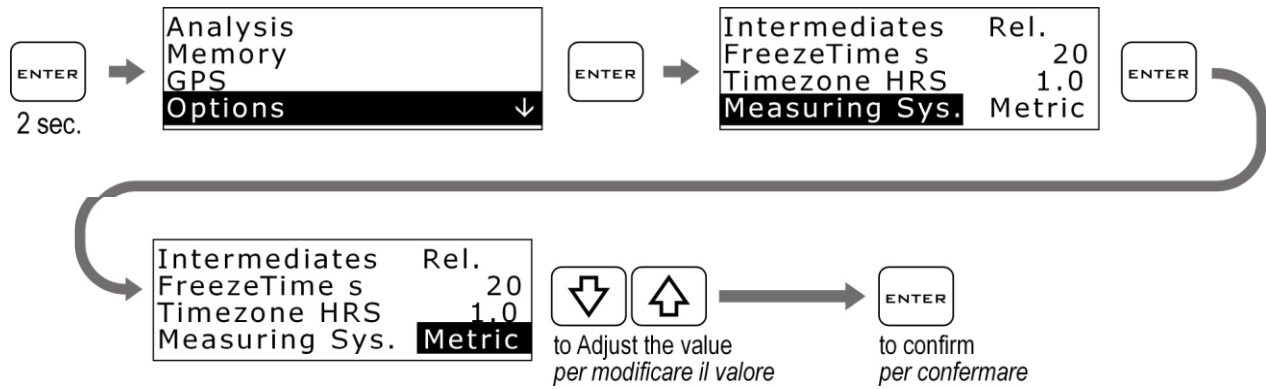 ENTER
2 sec.
Analysis
Memory
GPS
Options ↓
ENTER
Intermediates Rel.
FreezeTime s 20
Timezone HRS 1.0
Measuring Sys. Metric
ENTER
Intermediates Rel.
FreezeTime s 20
Timezone HRS 1.0
Measuring Sys. Metric
to Adjust the value
per modificare il valore
ENTER
to confirm
per confermare